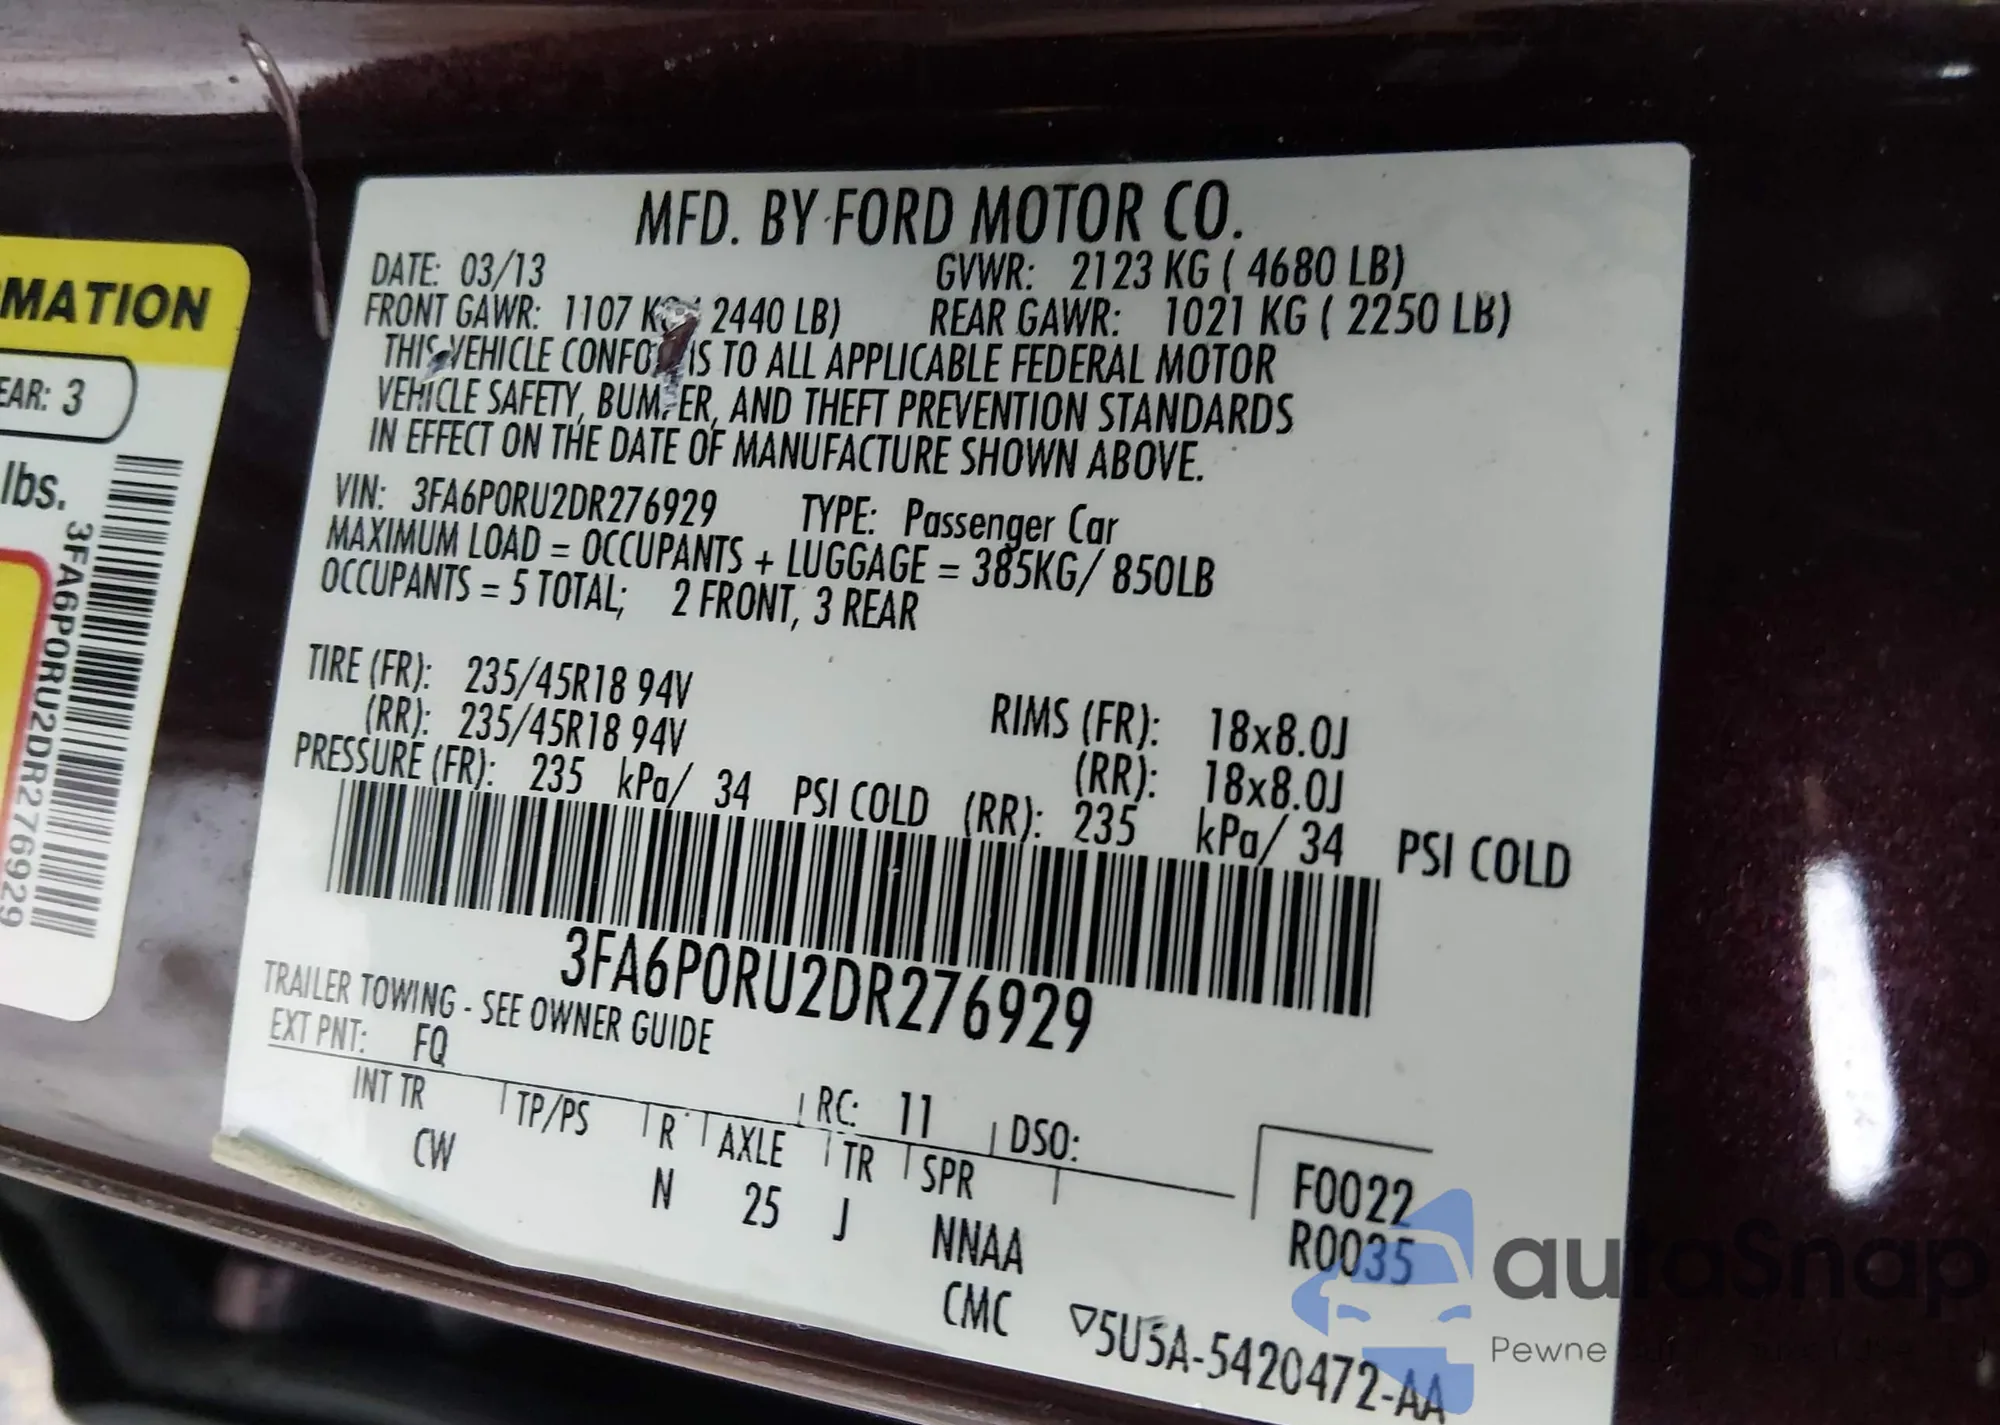 MFD. BY FORD MOTOR CO.
DATE: 03/13 GVWR: 2123 KG ( 4680 LB)
FRONT GAWR: 1107 KG ( 2440 LB) REAR GAWR: 1021 KG ( 2250 LB)
THIS VEHICLE CONFORMS TO ALL APPLICABLE FEDERAL MOTOR
VEHICLE SAFETY, BUMPER, AND THEFT PREVENTION STANDARDS
IN EFFECT ON THE DATE OF MANUFACTURE SHOWN ABOVE.
VIN: 3FA6P0RU2DR276929 TYPE: Passenger Car
MAXIMUM LOAD = OCCUPANTS + LUGGAGE = 385KG/ 850LB
OCCUPANTS = 5 TOTAL; 2 FRONT, 3 REAR
TIRE (FR): 235/45R18 94V RIMS (FR): 18x8.0J
(RR): 235/45R18 94V (RR): 18x8.0J
PRESSURE (FR): 235 kPa/ 34 PSI COLD (RR): 235 kPa/ 34 PSI COLD
3FA6P0RU2DR276929
TRAILER TOWING - SEE OWNER GUIDE
EXT PNT: FQ RC: 11 DSO:
INT TR TP/PS R AXLE TR SPR
CW N 25 J NNAA
F0022
R0035
CMC ▽5U5A-5420472-AA
MATION
EAR: 3
lbs.
3FA6P0RU2DR276929
autaSnap
Pewne